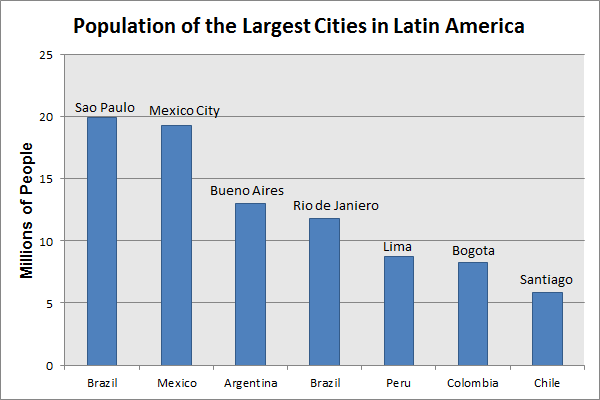 Population of the Largest Cities in Latin America
Millions of People
25
20
15
10
5
0
Sao Paulo
Mexico City
Bueno Aires
Rio de Janiero
Lima
Bogota
Santiago
Brazil
Mexico
Argentina
Brazil
Peru
Colombia
Chile